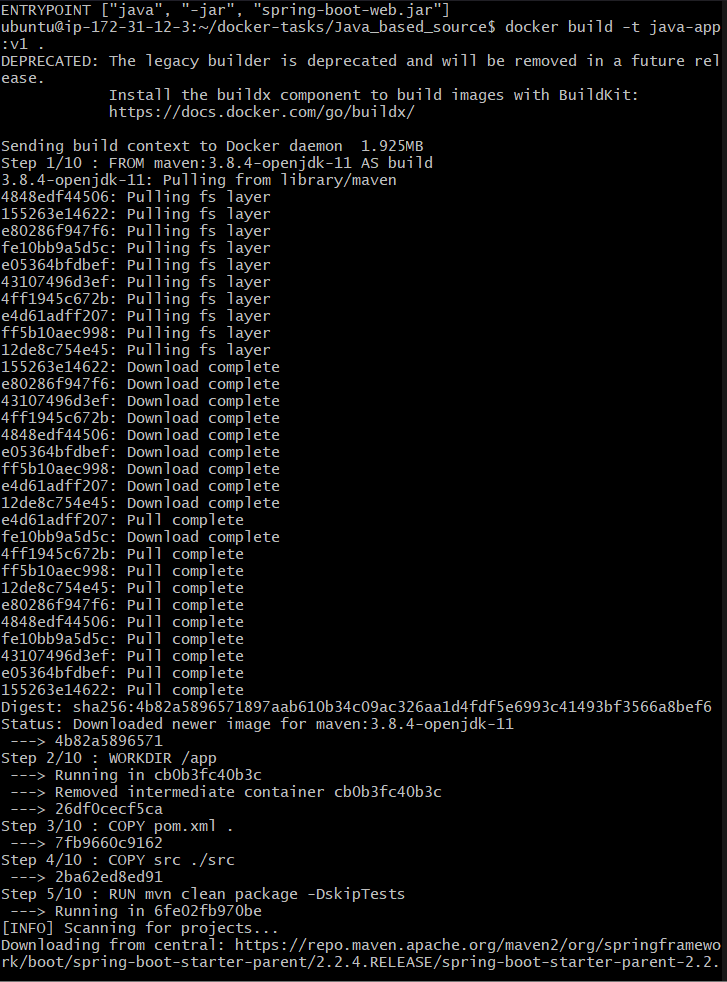 ENTRYPOINT ["java", "-jar", "spring-boot-web.jar"]
ubuntu@ip-172-31-12-3:~/docker-tasks/Java_based_source$ docker build -t java-app
:v1 .
DEPRECATED: The legacy builder is deprecated and will be removed in a future rel
ease.
            Install the buildx component to build images with BuildKit:
            https://docs.docker.com/go/buildx/

Sending build context to Docker daemon  1.925MB
Step 1/10 : FROM maven:3.8.4-openjdk-11 AS build
3.8.4-openjdk-11: Pulling from library/maven
4848edf44506: Pulling fs layer
155263e14622: Pulling fs layer
e80286f947f6: Pulling fs layer
fe10bb9a5d5c: Pulling fs layer
e05364bfdbef: Pulling fs layer
43107496d3ef: Pulling fs layer
4ff1945c672b: Pulling fs layer
e4d61adff207: Pulling fs layer
ff5b10aec998: Pulling fs layer
12de8c754e45: Pulling fs layer
155263e14622: Download complete
e80286f947f6: Download complete
43107496d3ef: Download complete
4ff1945c672b: Download complete
4848edf44506: Download complete
e05364bfdbef: Download complete
ff5b10aec998: Download complete
e4d61adff207: Download complete
12de8c754e45: Download complete
e4d61adff207: Pull complete
fe10bb9a5d5c: Download complete
4ff1945c672b: Pull complete
ff5b10aec998: Pull complete
12de8c754e45: Pull complete
e80286f947f6: Pull complete
4848edf44506: Pull complete
fe10bb9a5d5c: Pull complete
43107496d3ef: Pull complete
e05364bfdbef: Pull complete
155263e14622: Pull complete
Digest: sha256:4b82a5896571897aab610b34c09ac326aa1d4fdf5e6993c41493bf3566a8bef6
Status: Downloaded newer image for maven:3.8.4-openjdk-11
 ---> 4b82a5896571
Step 2/10 : WORKDIR /app
 ---> Running in cb0b3fc40b3c
 ---> Removed intermediate container cb0b3fc40b3c
 ---> 26df0cecf5ca
Step 3/10 : COPY pom.xml .
 ---> 7fb9660c9162
Step 4/10 : COPY src ./src
 ---> 2ba62ed8ed91
Step 5/10 : RUN mvn clean package -DskipTests
 ---> Running in 6fe02fb970be
[INFO] Scanning for projects...
Downloading from central: https://repo.maven.apache.org/maven2/org/springframewo
rk/boot/spring-boot-starter-parent/2.2.4.RELEASE/spring-boot-starter-parent-2.2.